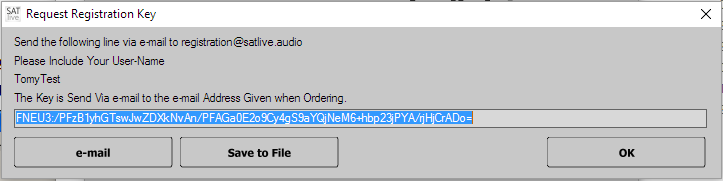 SAT
live
Request Registration Key
Send the following line via e-mail to registration@satlive.audio
Please Include Your User-Name
TomyTest
The Key is Send Via e-mail to the e-mail Address Given when Ordering.
FNEU3:/PFzB1yhGTswJwZDXkNvAn/PFAGa0E2o9Cy4gS9aYQjNeM6+hbp23jPYA/rjHjCrADo=
e-mail
Save to File
OK